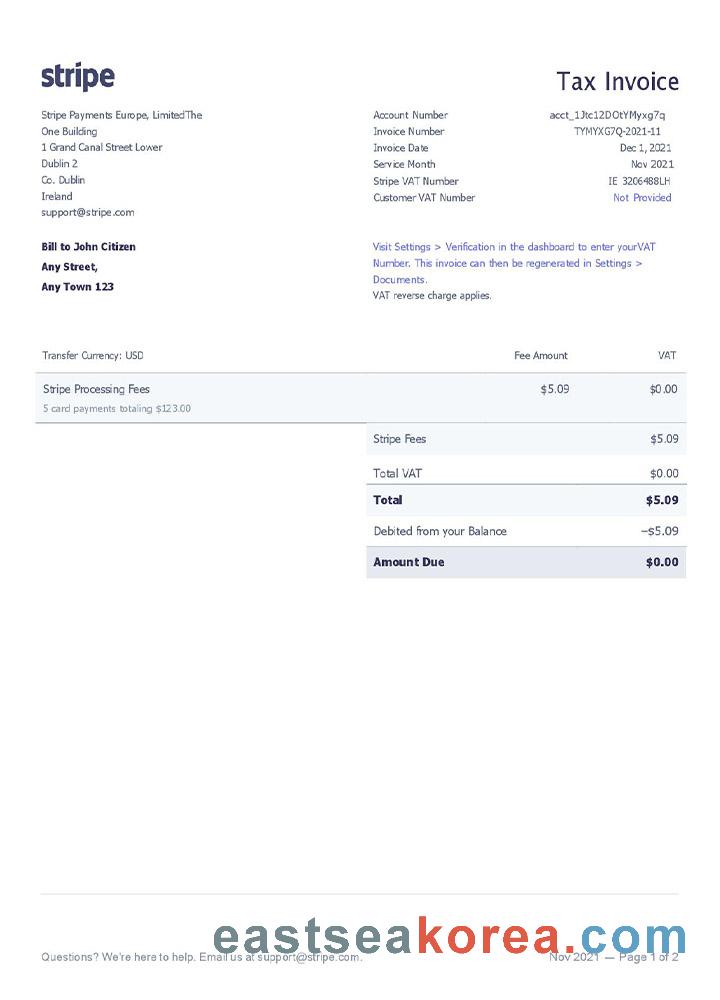 stripe
Tax Invoice
Stripe Payments Europe, LimitedThe
One Building
1 Grand Canal Street Lower
Dublin 2
Co. Dublin
Ireland
support@stripe.com
Account Number acct_1Jtc12DOtYMyxg7q
Invoice Number TYMYXG7Q-2021-11
Invoice Date Dec 1, 2021
Service Month Nov 2021
Stripe VAT Number IE 3206488LH
Customer VAT Number Not Provided
Bill to John Citizen
Any Street,
Any Town 123
Visit Settings > Verification in the dashboard to enter yourVAT
Number. This invoice can then be regenerated in Settings >
Documents.
VAT reverse charge applies.
Transfer Currency: USD Fee Amount VAT
Stripe Processing Fees $5.09 $0.00
5 card payments totaling $123.00
Stripe Fees $5.09
Total VAT $0.00
Total $5.09
Debited from your Balance −$5.09
Amount Due $0.00
eastseakorea.com
Questions? We're here to help. Email us at support@stripe.com. Nov 2021 — Page 1 of 2